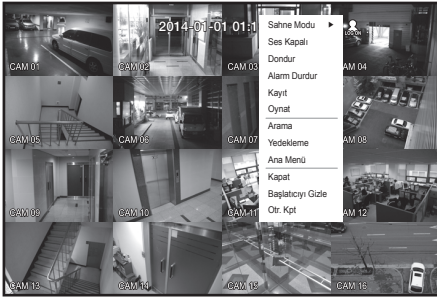 2014-01-01 01:1
LOG ON
Sahne Modu
Ses Kapalı
Dondur
Alarm Durdur
Kayıt
Oynat
Arama
Yedekleme
Ana Menü
Kapat
Başlatıcıyı Gizle
Otr. Kpt
CAM 01
CAM 02
CAM 03
CAM 04
CAM 05
CAM 06
CAM 07
CAM 08
CAM 09
CAM 10
CAM 11
CAM 12
CAM 13
CAM 14
CAM 15
CAM 16